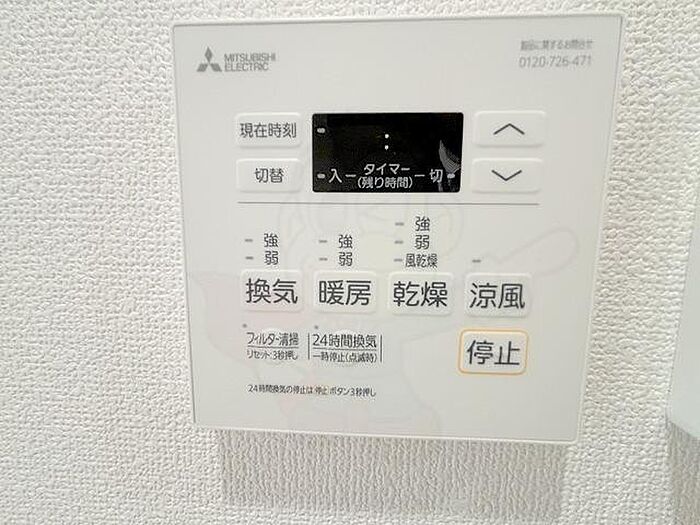 MITSUBISHI
ELECTRIC
製品に関するお問合せ
0120-726-471
現在時刻
:
切替
入 タイマー 切
(残り時間)
強
弱
強
弱
強
弱
風乾燥
換気
暖房
乾燥
涼風
フィルター清掃
リセット:3秒押し
24時間換気
一時停止(点滅時)
停止
24時間換気の停止は 停止 ボタン3秒押し